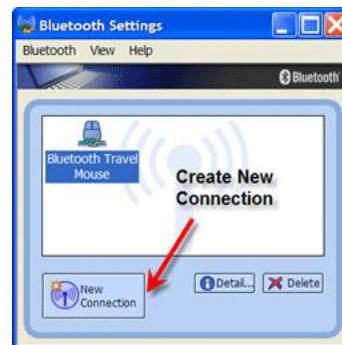 Bluetooth Settings
Bluetooth View Help
Bluetooth
Bluetooth Travel
Mouse
Create New
Connection
New
Connection
Detail...
Delete